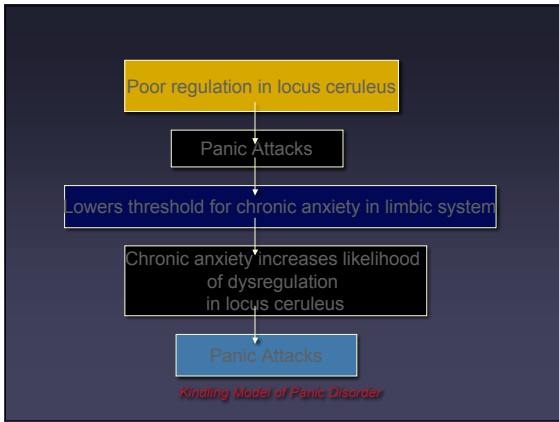 Poor regulation in locus ceruleus
Panic Attacks
Lowers threshold for chronic anxiety in limbic system
Chronic anxiety increases likelihood
of dysregulation
in locus ceruleus
Panic Attacks
Kindling Model of Panic Disorder